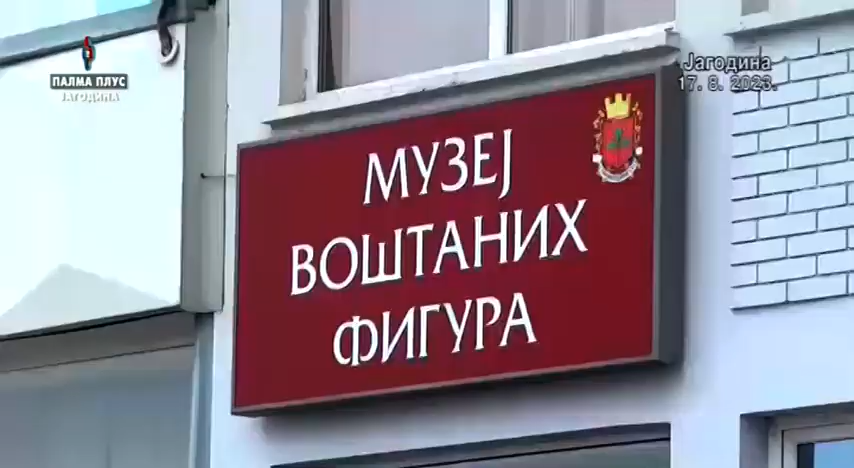 ПАЛМА ПЛУС
ЈАГОДИНА
Јагодина
17. 8. 2023.
МУЗЕЈ
ВОШТАНИХ
ФИГУРА